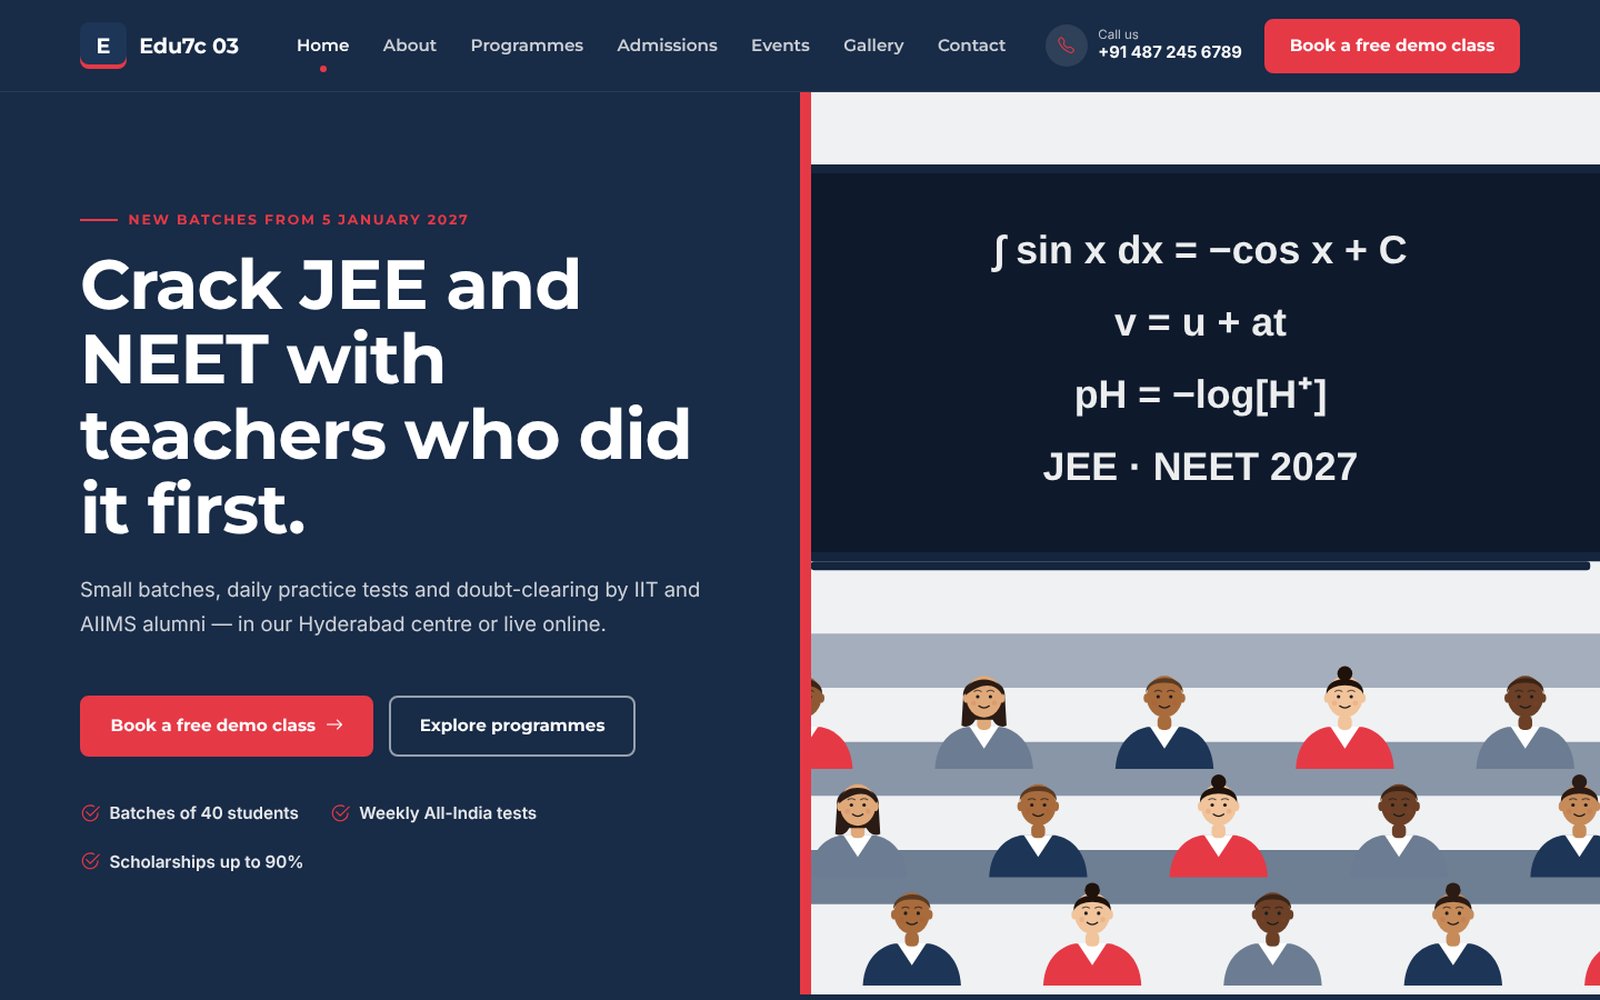 E
Edu7c 03
Home
About
Programmes
Admissions
Events
Gallery
Contact
Call us
+91 487 245 6789
Book a free demo class
NEW BATCHES FROM 5 JANUARY 2027
Crack JEE and
NEET with
teachers who did
it first.
Small batches, daily practice tests and doubt-clearing by IIT and
AIIMS alumni — in our Hyderabad centre or live online.
Book a free demo class →
Explore programmes
Batches of 40 students
Weekly All-India tests
Scholarships up to 90%
∫ sin x dx = −cos x + C
v = u + at
pH = −log[H⁺]
JEE · NEET 2027